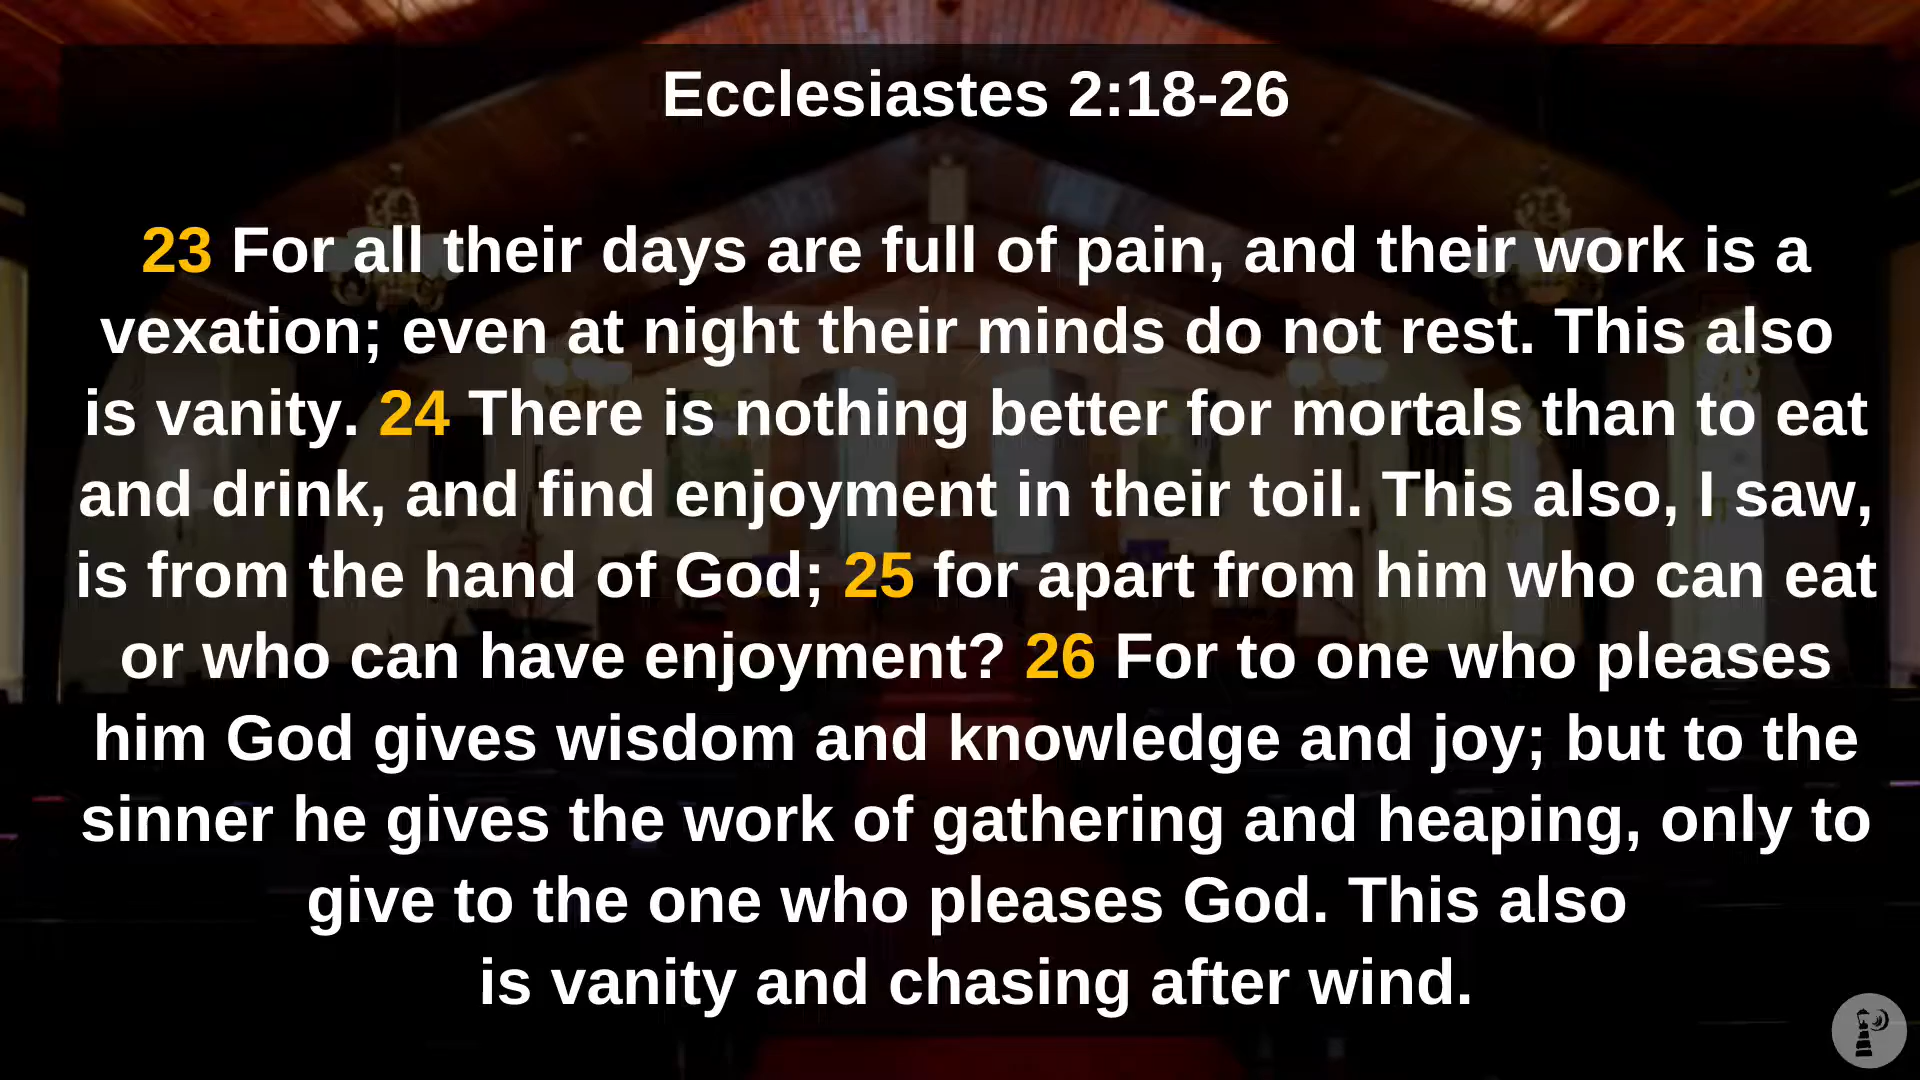 Ecclesiastes 2:18-26
23 For all their days are full of pain, and their work is a
vexation; even at night their minds do not rest. This also
is vanity. 24 There is nothing better for mortals than to eat
and drink, and find enjoyment in their toil. This also, I saw,
is from the hand of God; 25 for apart from him who can eat
or who can have enjoyment? 26 For to one who pleases
him God gives wisdom and knowledge and joy; but to the
sinner he gives the work of gathering and heaping, only to
give to the one who pleases God. This also
is vanity and chasing after wind.